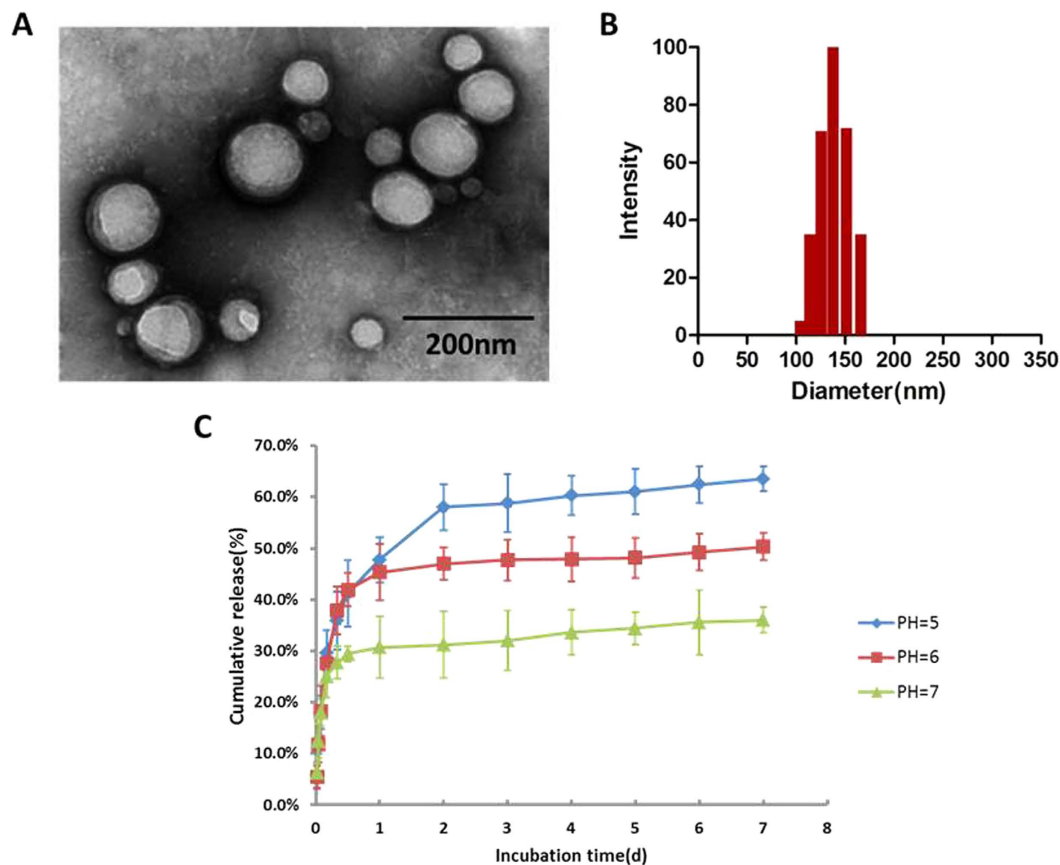 A
200nm
B
Intensity
100
80
60
40
20
0
0 50 100 150 200 250 300 350
Diameter(nm)
C
Cumulative release(%)
70.0%
60.0%
50.0%
40.0%
30.0%
20.0%
10.0%
0.0%
0 1 2 3 4 5 6 7 8
Incubation time(d)
PH=5
PH=6
PH=7